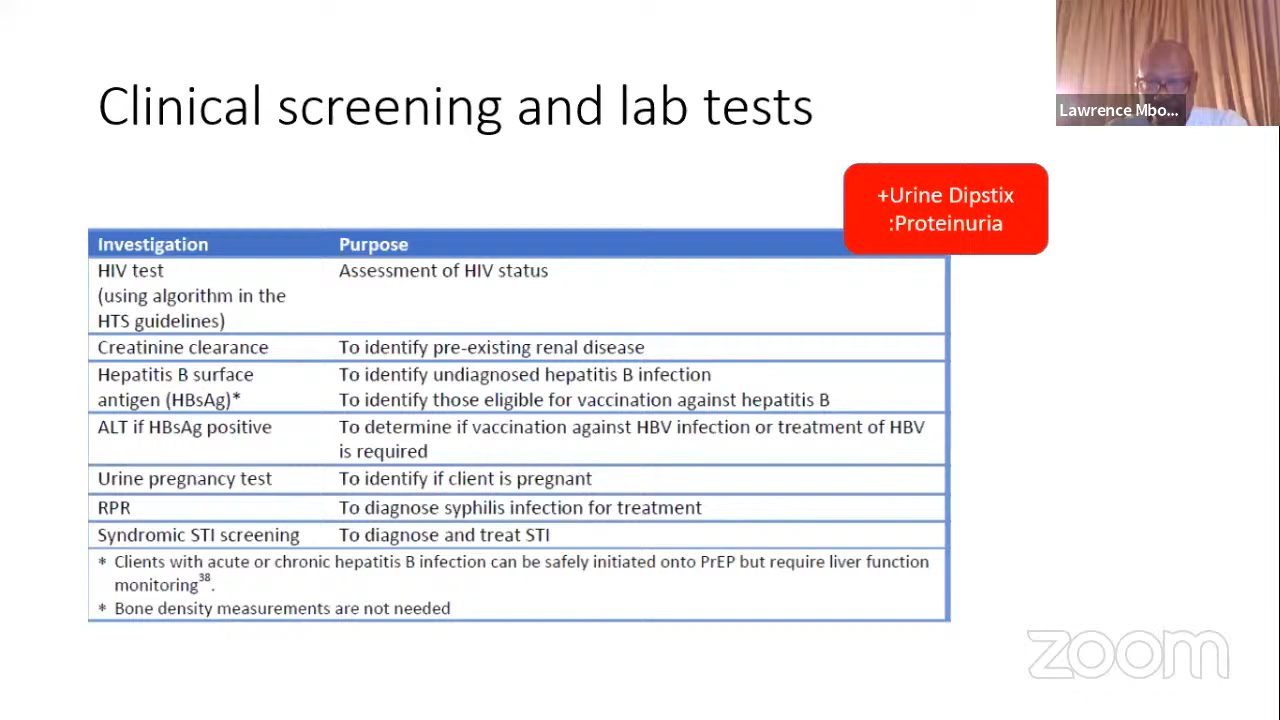 Lawrence Mbo...
Clinical screening and lab tests
+Urine Dipstix
:Proteinuria
Investigation Purpose
HIV test Assessment of HIV status
(using algorithm in the
HTS guidelines)
Creatinine clearance To identify pre-existing renal disease
Hepatitis B surface To identify undiagnosed hepatitis B infection
antigen (HBsAg)* To identify those eligible for vaccination against hepatitis B
ALT if HBsAg positive To determine if vaccination against HBV infection or treatment of HBV
is required
Urine pregnancy test To identify if client is pregnant
RPR To diagnose syphilis infection for treatment
Syndromic STI screening To diagnose and treat STI
* Clients with acute or chronic hepatitis B infection can be safely initiated onto PrEP but require liver function
monitoring38.
* Bone density measurements are not needed
zoom